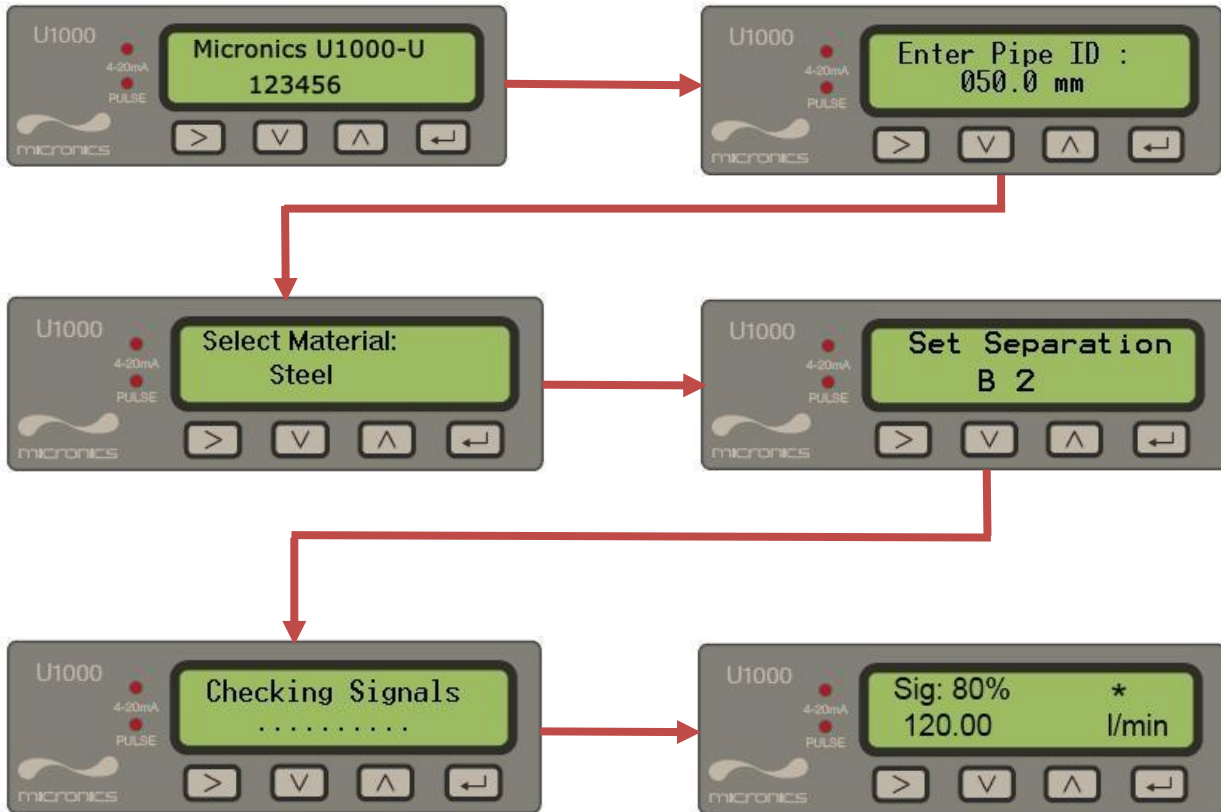 U1000
4-20mA
PULSE
micronics
Micronics U1000-U
123456
> V Λ ↵
U1000
4-20mA
PULSE
micronics
Enter Pipe ID :
050.0 mm
> V Λ ↵
U1000
4-20mA
PULSE
micronics
Select Material:
Steel
> V Λ ↵
U1000
4-20mA
PULSE
micronics
Set Separation
B 2
> V Λ ↵
U1000
4-20mA
PULSE
micronics
Checking Signals
. . . . . . . . . .
> V Λ ↵
U1000
4-20mA
PULSE
micronics
Sig: 80% *
120.00 l/min
> V Λ ↵